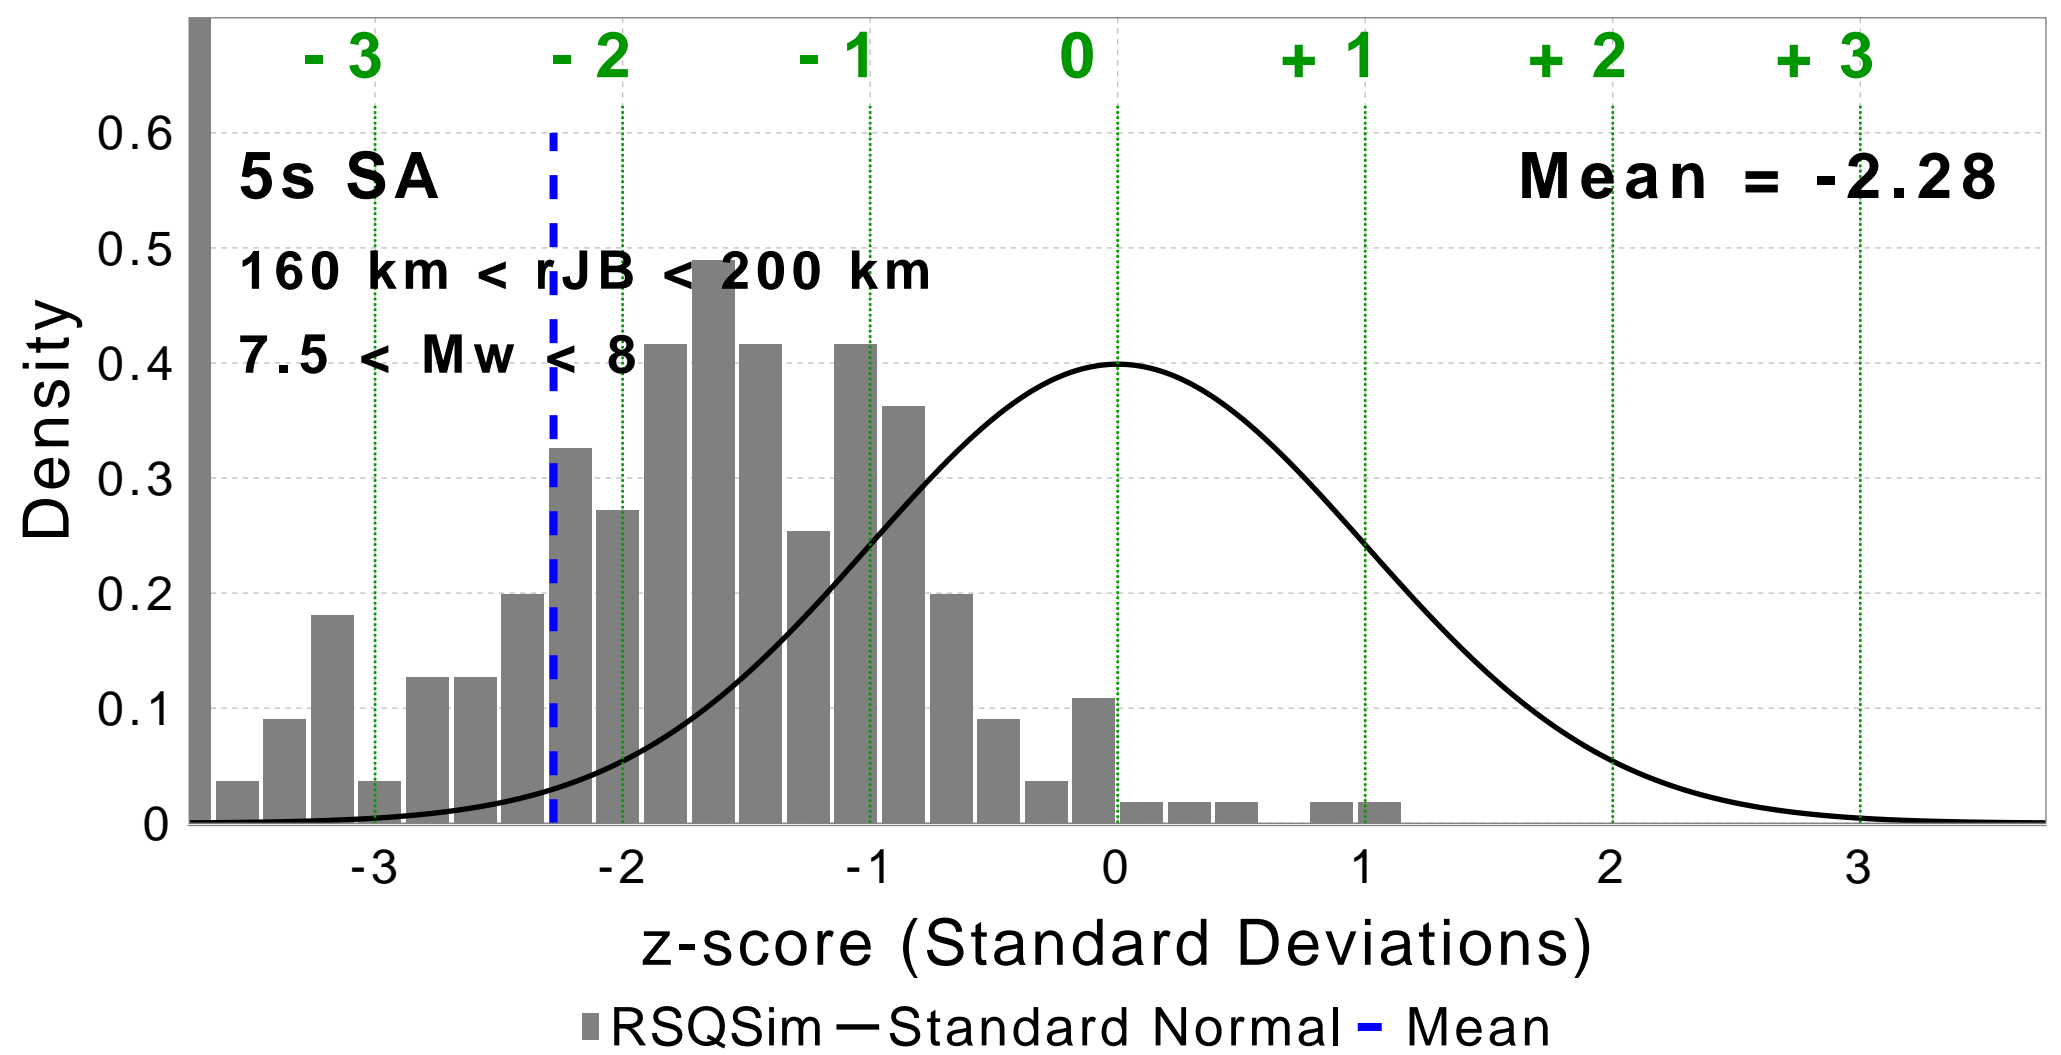 - 3 - 2 - 1 0 + 1 + 2 + 3
0.6
5s SA
Mean = -2.28
0.5
160 km < rJB < 200 km
7.5 < Mw < 8
0.4
0.3
0.2
0.1
0
Density
-3 -2 -1 0 1 2 3
z-score (Standard Deviations)
RSQSim Standard Normal Mean